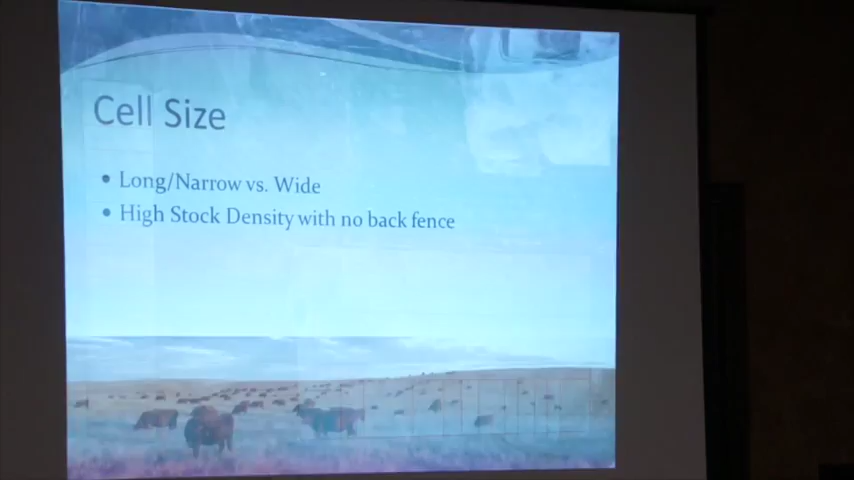 Cell Size
• Long/Narrow vs. Wide
• High Stock Density with no back fence